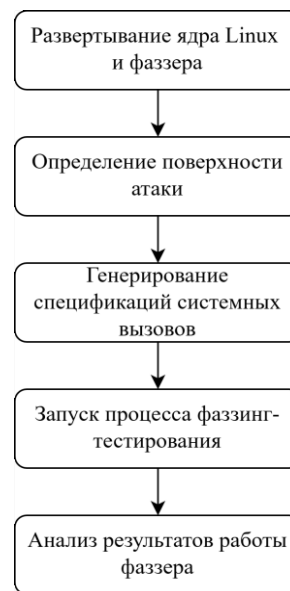 Развертывание ядра Linux
и фаззера
Определение поверхности
атаки
Генерирование
спецификаций системных
вызовов
Запуск процесса фаззинг-
тестирования
Анализ результатов работы
фаззера